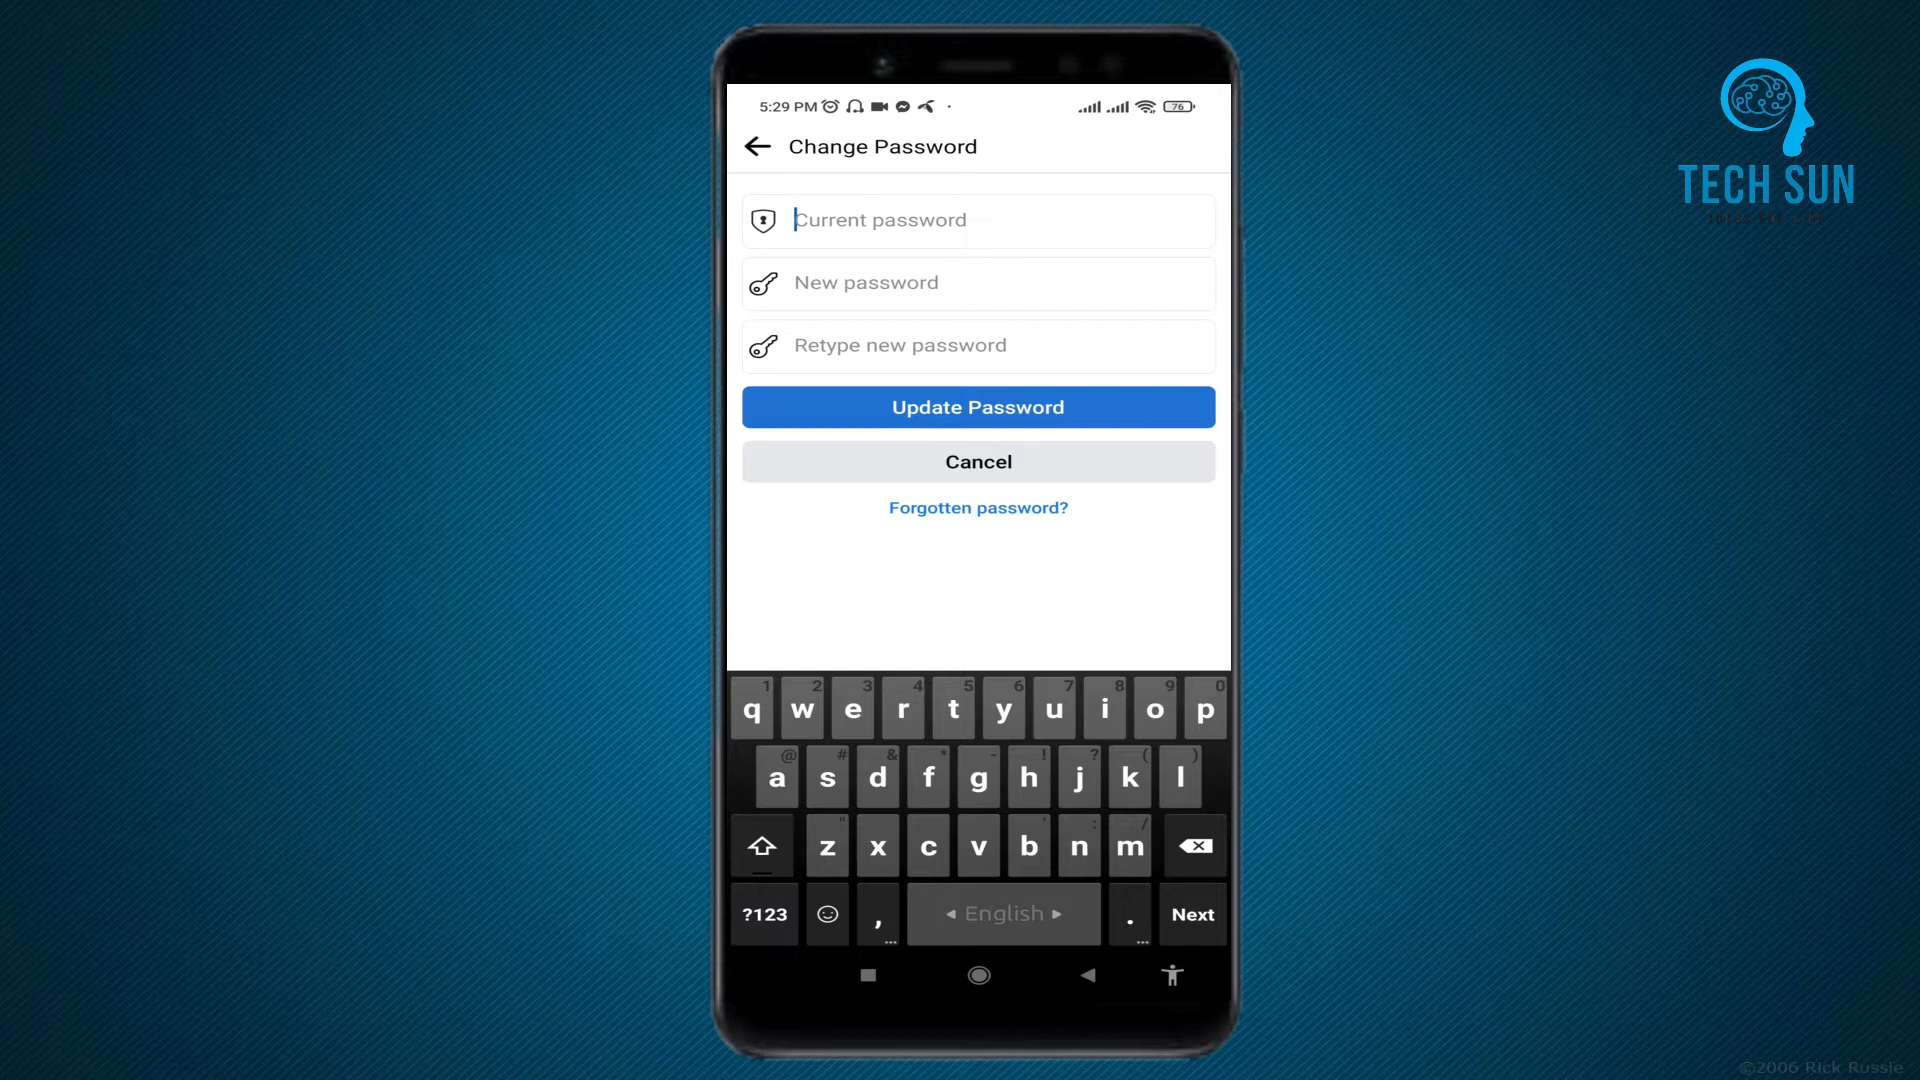 5:29 PM
76
Change Password
Current password
New password
Retype new password
Update Password
Cancel
Forgotten password?
1 2 3 4 5 6 7 8 9 0
q w e r t y u i o p
@ # & * - ! ? ( )
a s d f g h j k l
" ' : /
z x c v b n m
?123 , English . Next
TECH SUN
©2006 Rick Russie